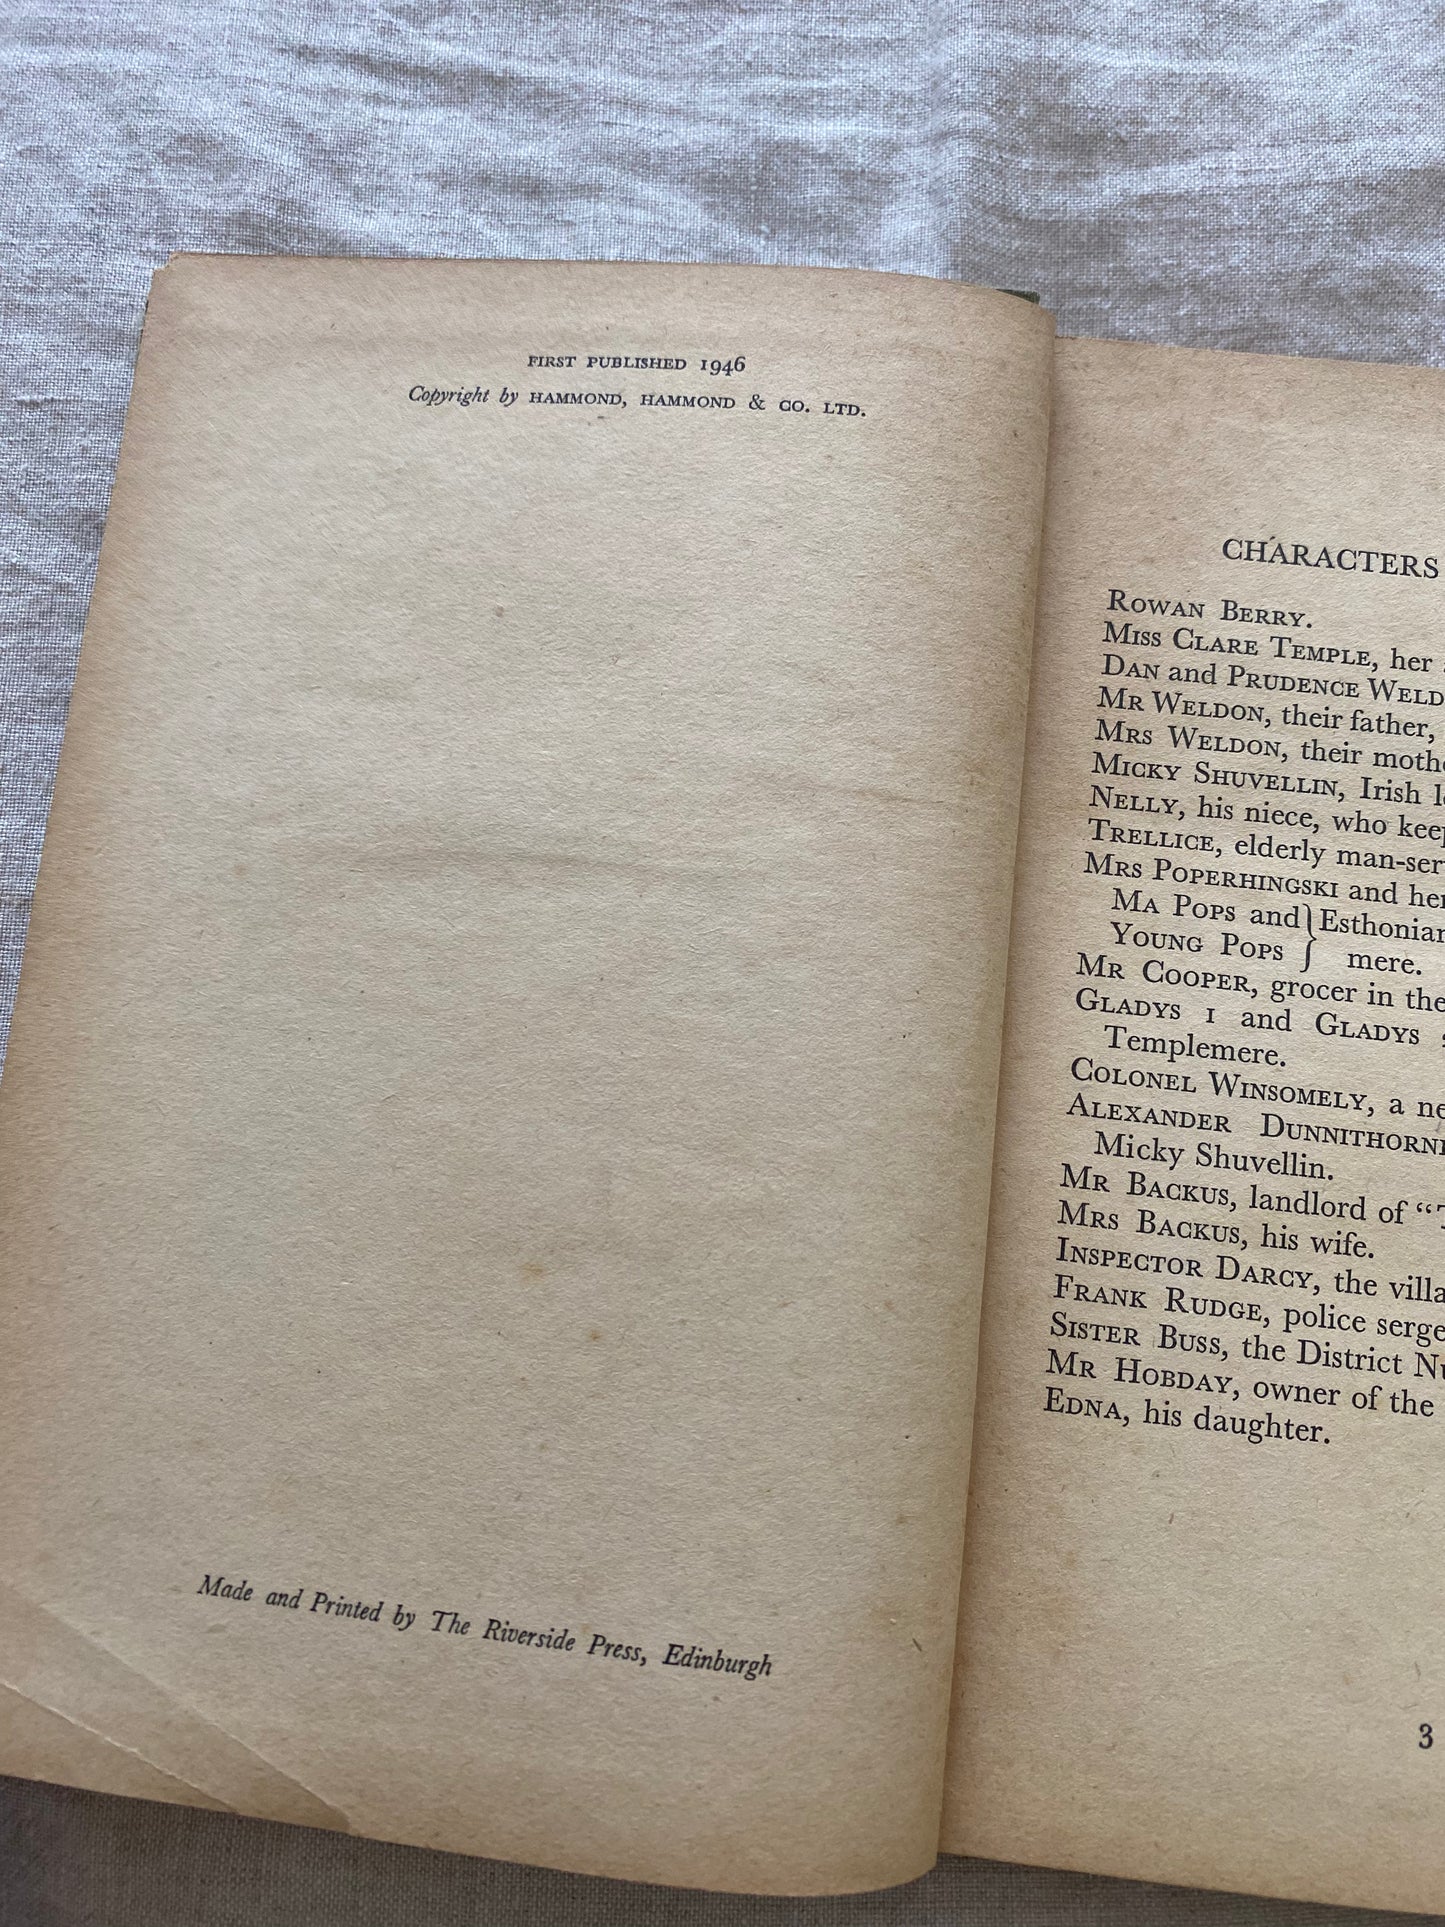 FIRST PUBLISHED 1946
Copyright by HAMMOND, HAMMOND & CO. LTD.
Made and Printed by The Riverside Press, Edinburgh
CHARACTERS
ROWAN BERRY.
MISS CLARE TEMPLE, her
DAN and PRUDENCE WELD
MR WELDON, their father,
MRS WELDON, their moth
MICKY SHUVELLIN, Irish
NELLY, his niece, who keep
TRELLICE, elderly man-ser
MRS POPERHINGSKI and her
MA POPS and } Esthonian
YOUNG POPS } mere.
MR COOPER, grocer in the
GLADYS 1 and GLADYS
Templemere.
COLONEL WINSOMELY, a ne
ALEXANDER DUNNITHORN
Micky Shuvellin.
MR BACKUS, landlord of “T
MRS BACKUS, his wife.
INSPECTOR DARCY, the villa
FRANK RUDGE, police serge
SISTER BUSS, the District Nu
MR HOBDAY, owner of the
EDNA, his daughter.
3